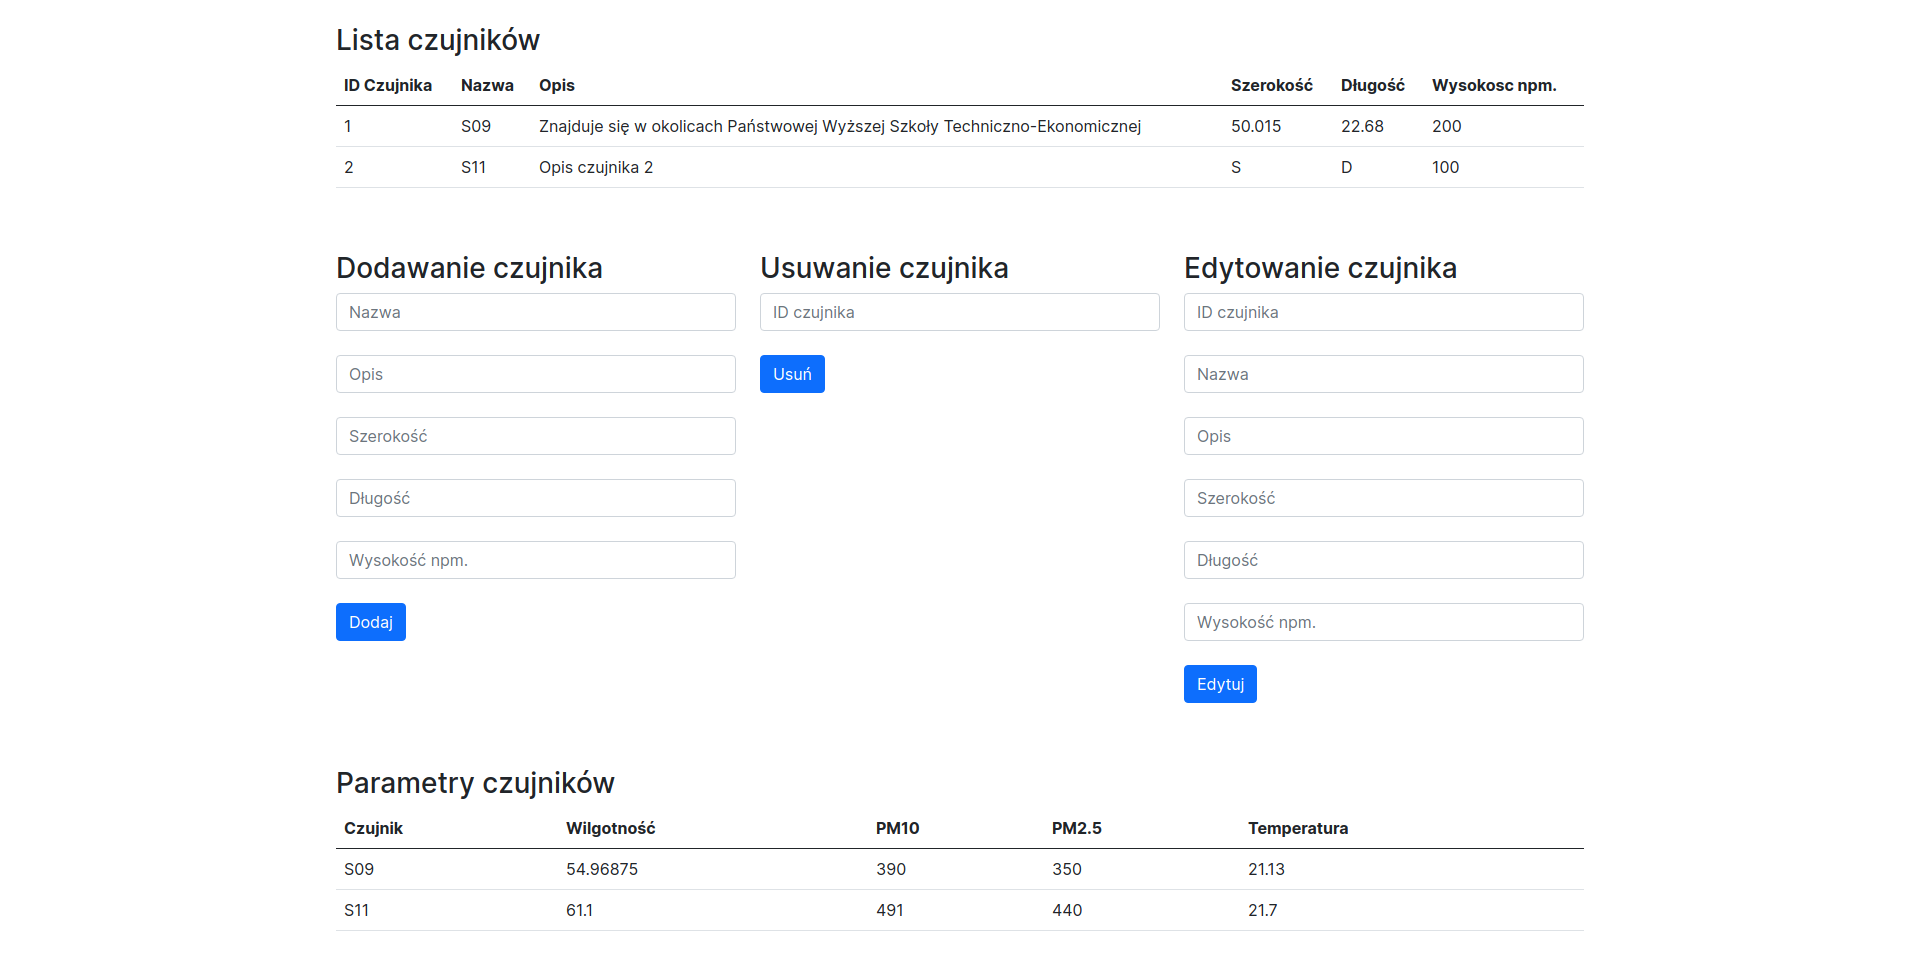 Lista czujników
ID Czujnika Nazwa Opis Szerokość Długość Wysokosc npm.
1 S09 Znajduje się w okolicach Państwowej Wyższej Szkoły Techniczno-Ekonomicznej 50.015 22.68 200
2 S11 Opis czujnika 2 S D 100
Dodawanie czujnika
Nazwa
Opis
Szerokość
Długość
Wysokość npm.
Dodaj
Usuwanie czujnika
ID czujnika
Usuń
Edytowanie czujnika
ID czujnika
Nazwa
Opis
Szerokość
Długość
Wysokość npm.
Edytuj
Parametry czujników
Czujnik Wilgotność PM10 PM2.5 Temperatura
S09 54.96875 390 350 21.13
S11 61.1 491 440 21.7